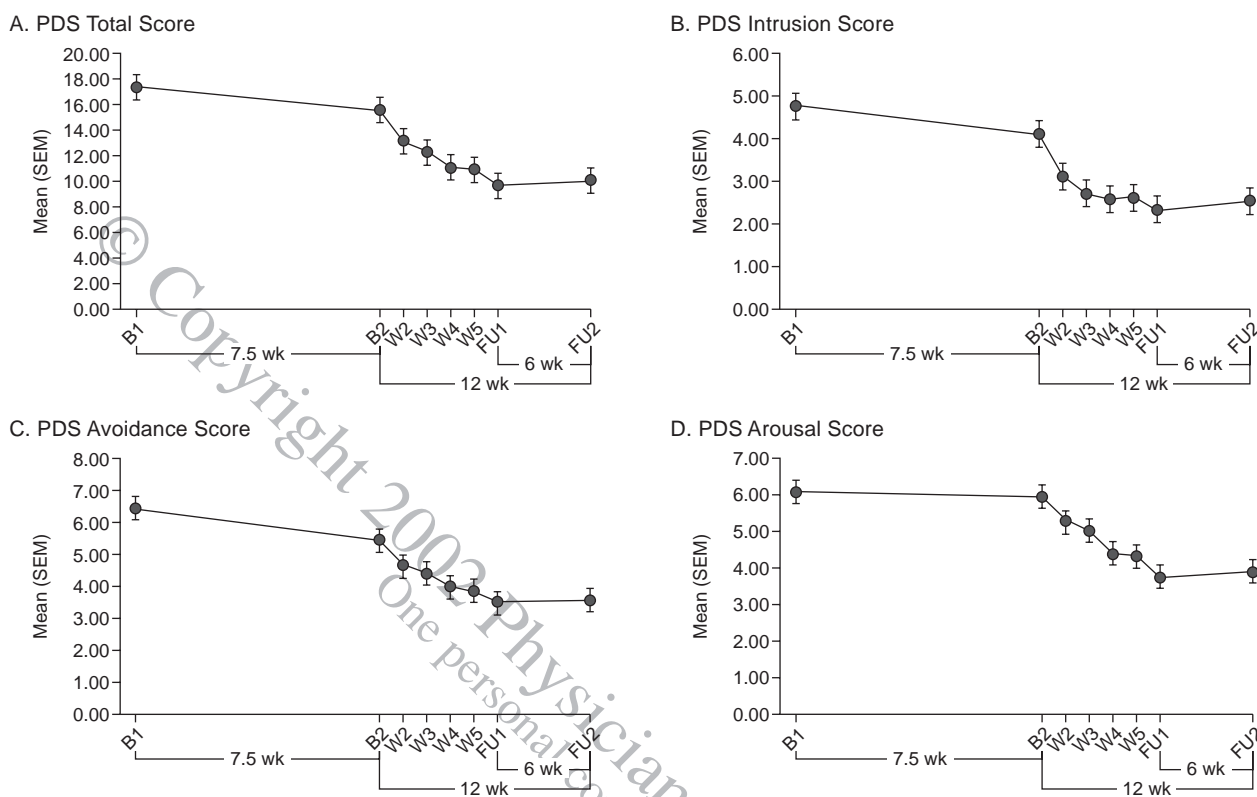 A. PDS Total Score
20.00
18.00
16.00
14.00
12.00
10.00
8.00
6.00
4.00
2.00
0.00
Mean (SEM)
B1
B2
W2
W3
W4
W5
FU1
FU2
7.5 wk
6 wk
12 wk
B. PDS Intrusion Score
6.00
5.00
4.00
3.00
2.00
1.00
0.00
Mean (SEM)
B1
B2
W2
W3
W4
W5
FU1
FU2
7.5 wk
6 wk
12 wk
C. PDS Avoidance Score
8.00
7.00
6.00
5.00
4.00
3.00
2.00
1.00
0.00
Mean (SEM)
B1
B2
W2
W3
W4
W5
FU1
FU2
7.5 wk
6 wk
12 wk
D. PDS Arousal Score
7.00
6.00
5.00
4.00
3.00
2.00
1.00
0.00
Mean (SEM)
B1
B2
W2
W3
W4
W5
FU1
FU2
7.5 wk
6 wk
12 wk
© Copyright 2002 Physician
One personal co